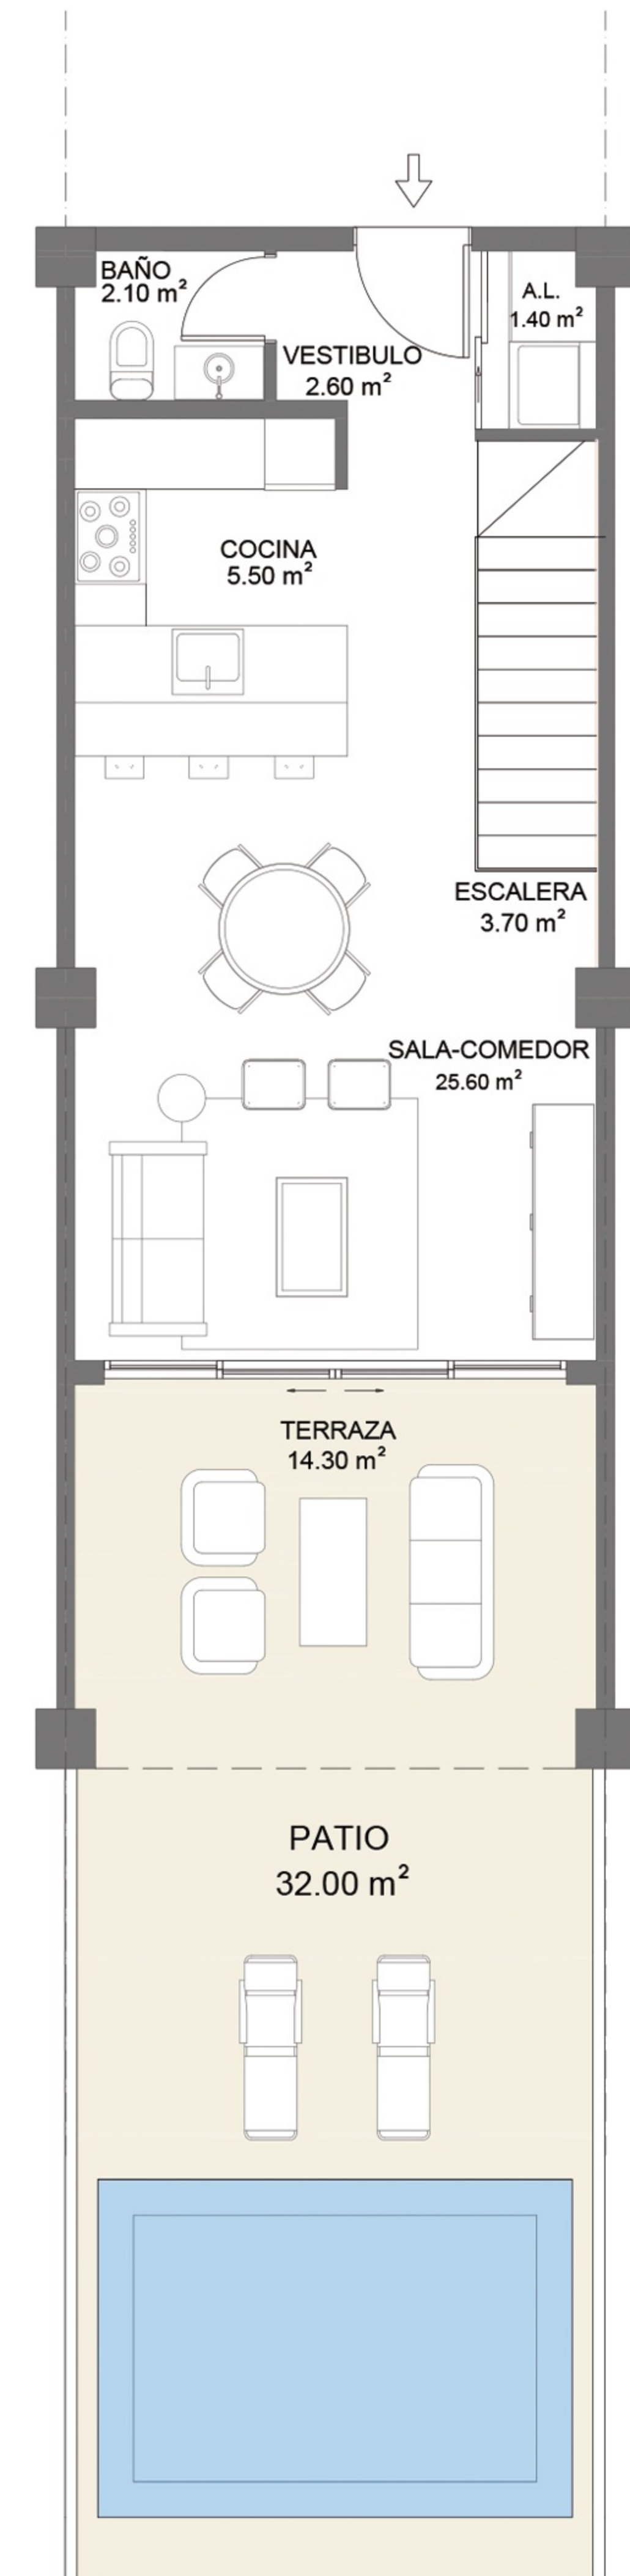 BAÑO
2.10 m²
A.L.
1.40 m²
VESTIBULO
2.60 m²
COCINA
5.50 m²
ESCALERA
3.70 m²
SALA-COMEDOR
25.60 m²
TERRAZA
14.30 m²
PATIO
32.00 m²